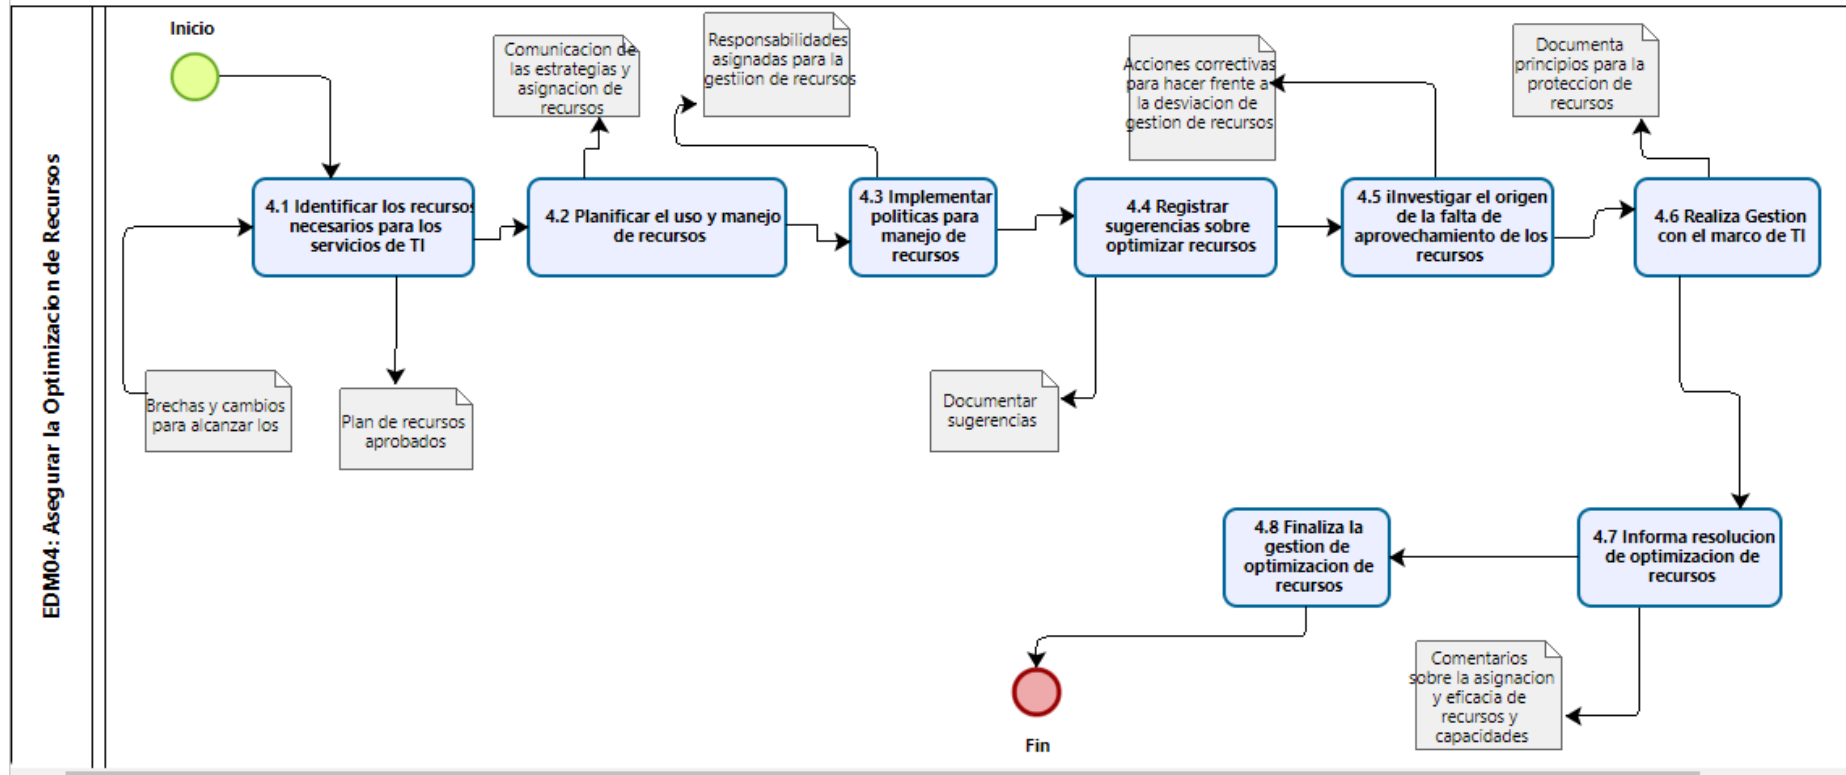 EDM04: Asegurar la Optimizacion de Recursos
Inicio
Comunicacion de
las estrategias y
asignacion de
recursos
Responsabilidades
asignadas para la
gestiion de recursos
Acciones correctivas
para hacer frente a
la desviacion de
gestion de recursos
Documenta
principios para la
proteccion de
recursos
4.1 Identificar los recursos
necesarios para los
servicios de TI
4.2 Planificar el uso y manejo
de recursos
4.3 Implementar
politicas para
manejo de
recursos
4.4 Registrar
sugerencias sobre
optimizar recursos
4.5 iInvestigar el origen
de la falta de
aprovechamiento de los
recursos
4.6 Realiza Gestion
con el marco de TI
Brechas y cambios
para alcanzar los
Plan de recursos
aprobados
Documentar
sugerencias
4.8 Finaliza la
gestion de
optimizacion de
recursos
4.7 Informa resolucion
de optimizacion de
recursos
Comentarios
sobre la asignacion
y eficacia de
recursos y
capacidades
Fin